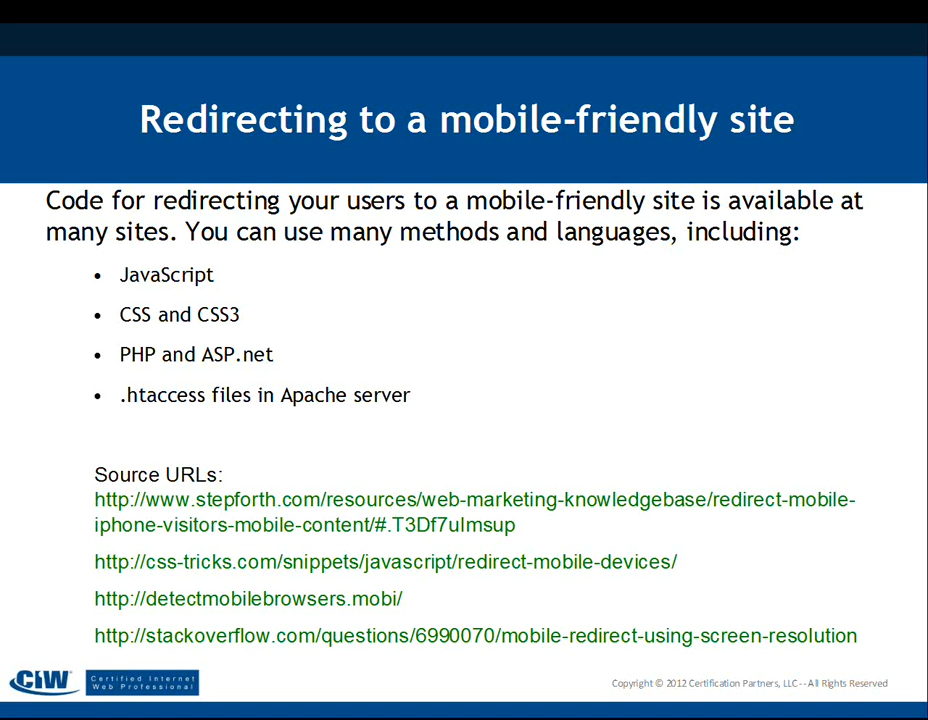 Redirecting to a mobile-friendly site
Code for redirecting your users to a mobile-friendly site is available at
many sites. You can use many methods and languages, including:
• JavaScript
• CSS and CSS3
• PHP and ASP.net
• .htaccess files in Apache server
Source URLs:
http://www.stepforth.com/resources/web-marketing-knowledgebase/redirect-mobile-
iphone-visitors-mobile-content/#.T3Df7uImsup
http://css-tricks.com/snippets/javascript/redirect-mobile-devices/
http://detectmobilebrowsers.mobi/
http://stackoverflow.com/questions/6990070/mobile-redirect-using-screen-resolution
CIW
Certified Internet
Web Professional
Copyright © 2012 Certification Partners, LLC -- All Rights Reserved